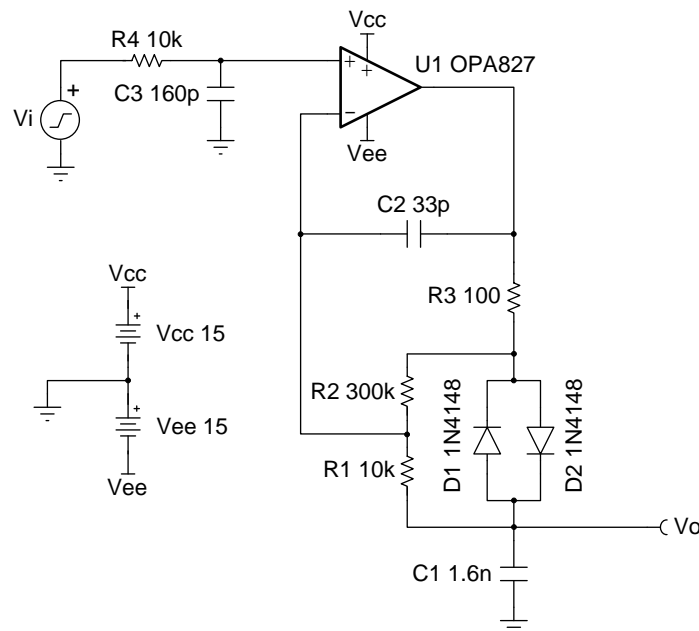 Vcc
R4 10k
U1 OPA827
+
+
+
C3 160p
Vi
−
Vee
C2 33p
Vcc
R3 100
+
Vcc 15
R2 300k
D1 1N4148
D2 1N4148
+
Vee 15
R1 10k
Vee
Vo
C1 1.6n